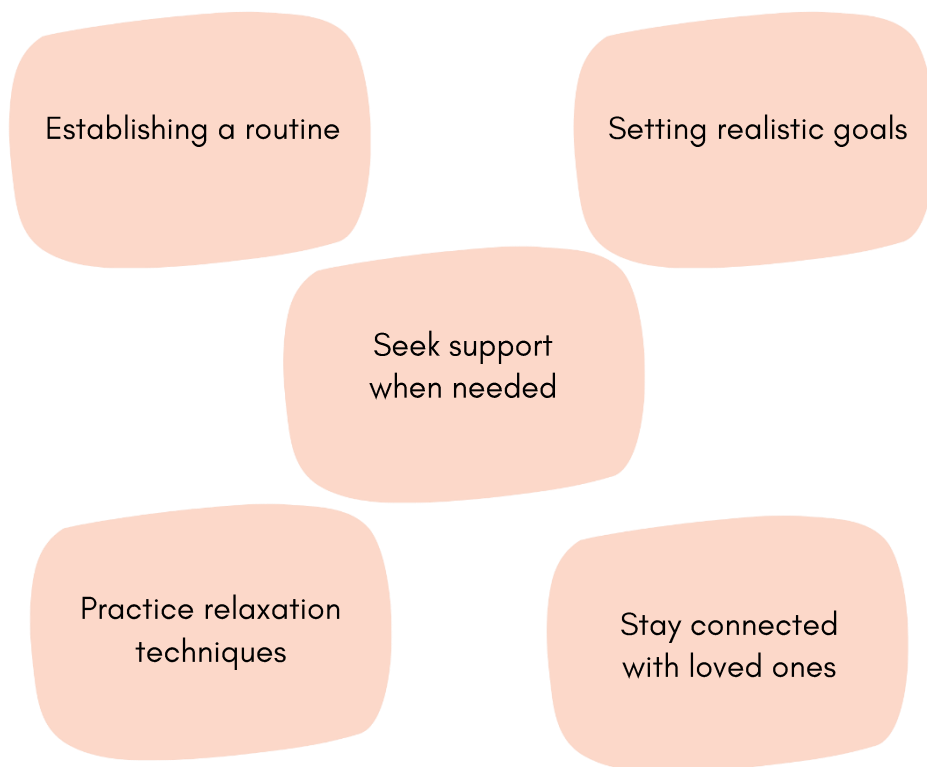 Establishing a routine
Setting realistic goals
Seek support
when needed
Practice relaxation
techniques
Stay connected
with loved ones